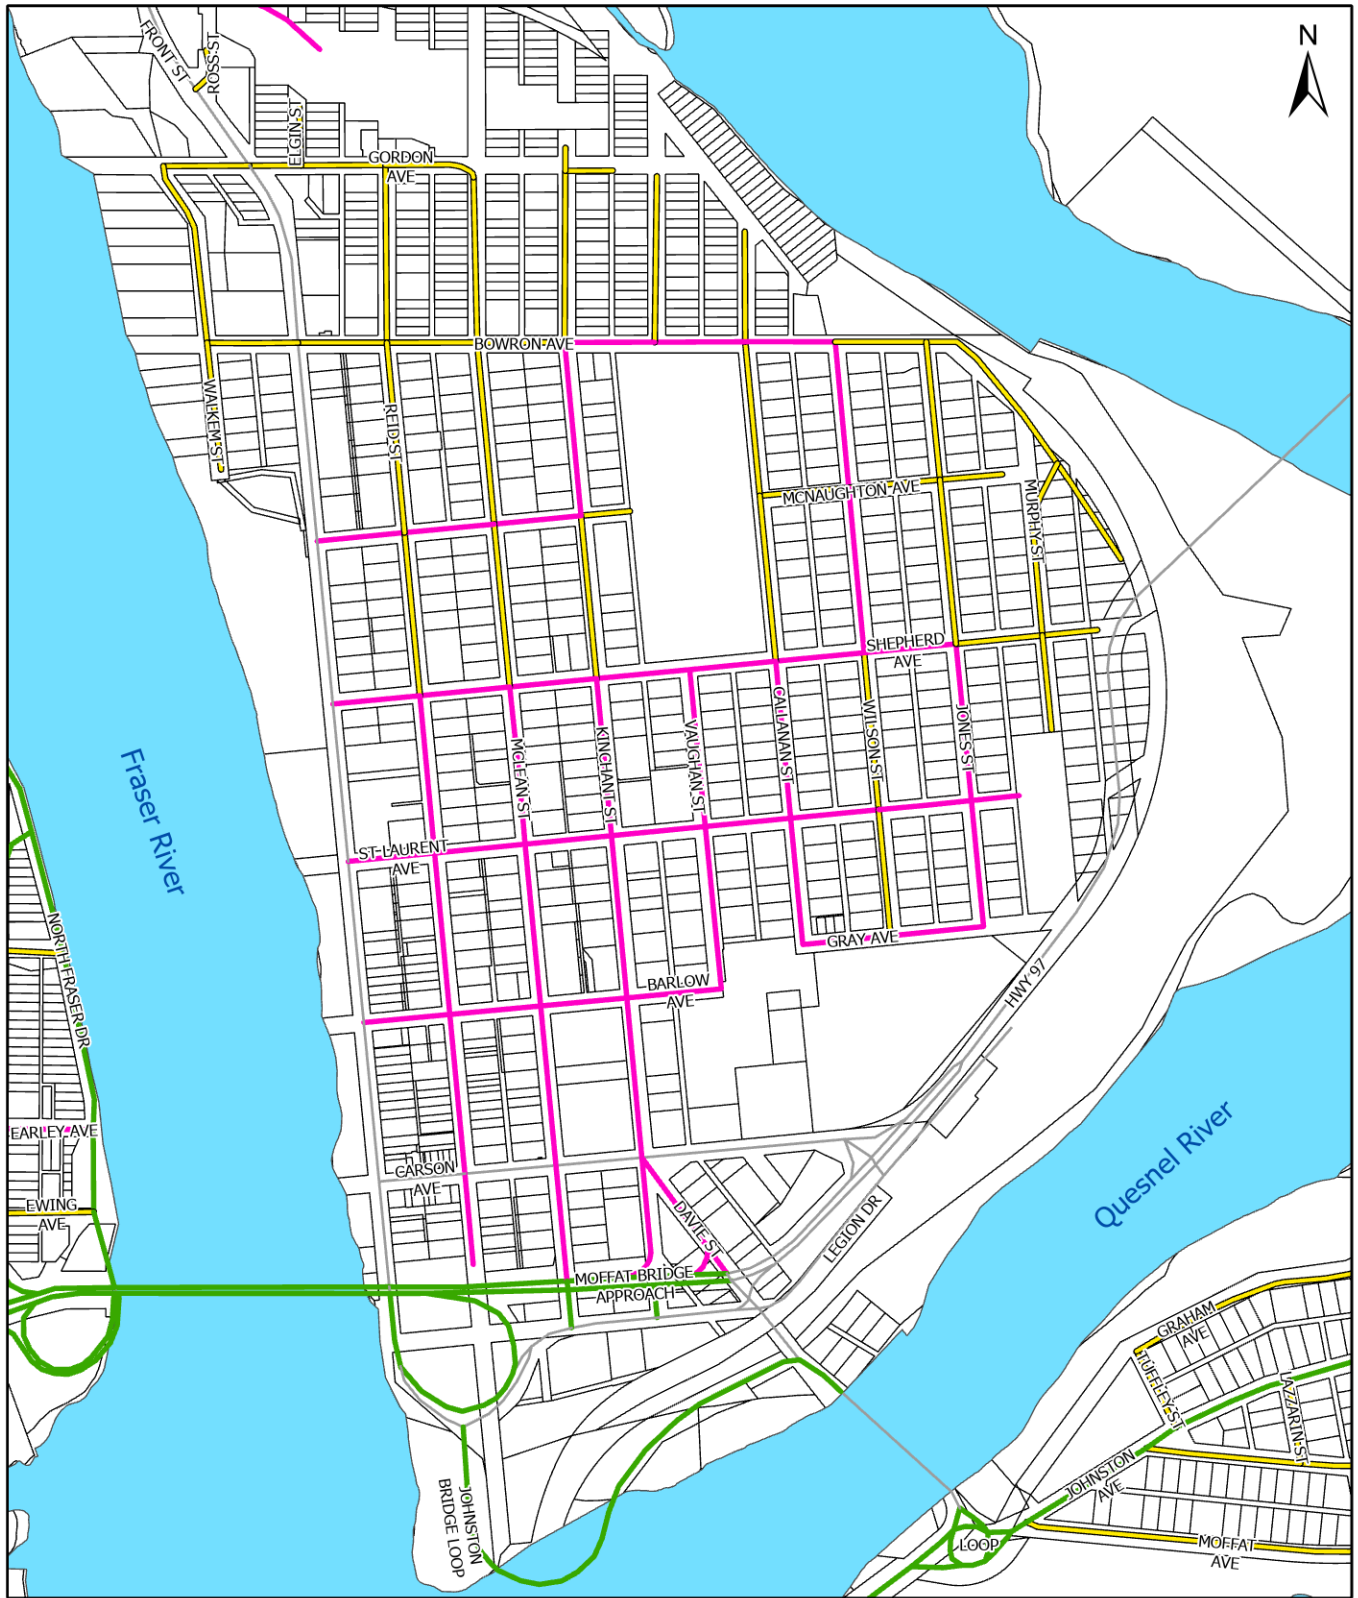 N
FRONT ST
ROSS ST
ELGIN ST
GORDON
AVE
BOWRON AVE
WALKEM ST
REID ST
MCNAUGHTON AVE
MURPHY ST
SHEPHERD
AVE
MCLEAN ST
KINCHANT ST
VAUGHAN ST
CALLANAN ST
WILSON ST
JONES ST
Fraser River
ST LAURENT
AVE
NORTH FRASER DR
GRAY AVE
BARLOW
AVE
HWY 97
EARLEY AVE
CARSON
AVE
EWING
AVE
DAVIE ST
LEGION DR
Quesnel River
MOFFAT BRIDGE
APPROACH
GRAHAM
AVE
TUFFLEY ST
LAZZARIN ST
JOHNSTON
AVE
JOHNSTON
BRIDGE LOOP
LOOP
MOFFAT
AVE